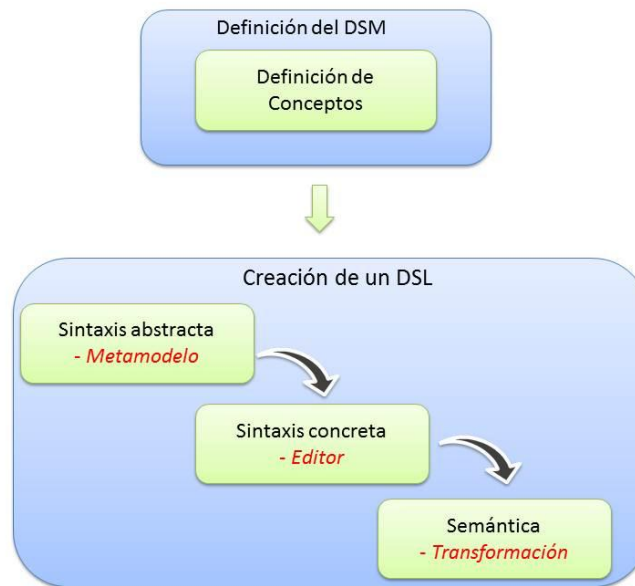 Definición del DSM
Definición de
Conceptos
Creación de un DSL
Sintaxis abstracta
- Metamodelo
Sintaxis concreta
- Editor
Semántica
- Transformación